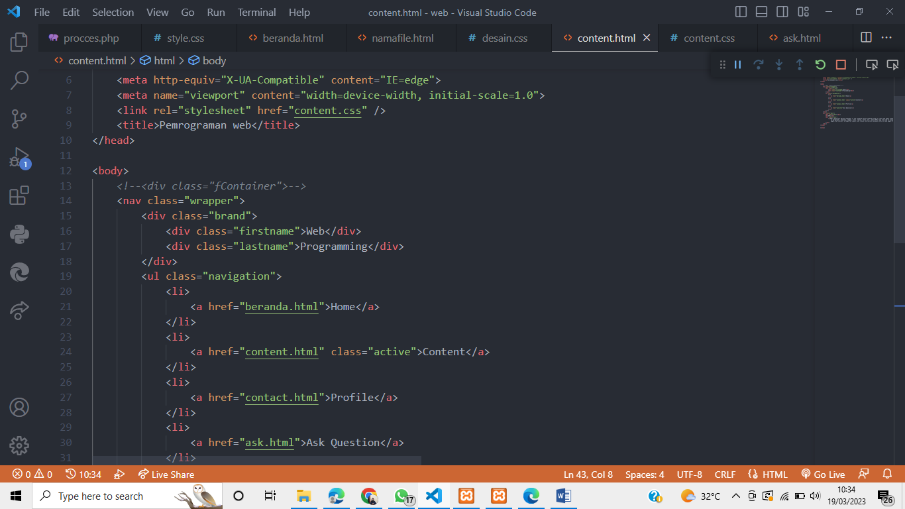 File Edit Selection View Go Run Terminal Help content.html - web - Visual Studio Code
procces.php # style.css <> beranda.html <> namafile.html # desain.css <> content.html # content.css <> ask.html
<> content.html > html > body
6 <meta http-equiv="X-UA-Compatible" content="IE=edge">
7 <meta name="viewport" content="width=device-width, initial-scale=1.0">
8 <link rel="stylesheet" href="content.css" />
9 <title>Pemrograman web</title>
10 </head>
11
12 <body>
13 <!--<div class="fContainer">-->
14 <nav class="wrapper">
15 <div class="brand">
16 <div class="firstname">Web</div>
17 <div class="lastname">Programming</div>
18 </div>
19 <ul class="navigation">
20 <li>
21 <a href="beranda.html">Home</a>
22 </li>
23 <li>
24 <a href="content.html" class="active">Content</a>
25 </li>
26 <li>
27 <a href="contact.html">Profile</a>
28 </li>
29 <li>
30 <a href="ask.html">Ask Question</a>
31 </li>
1
0 0 10:34 Live Share Ln 43, Col 8 Spaces: 4 UTF-8 CRLF HTML Go Live
Type here to search 17 32°C 10:34
19/03/2023 26